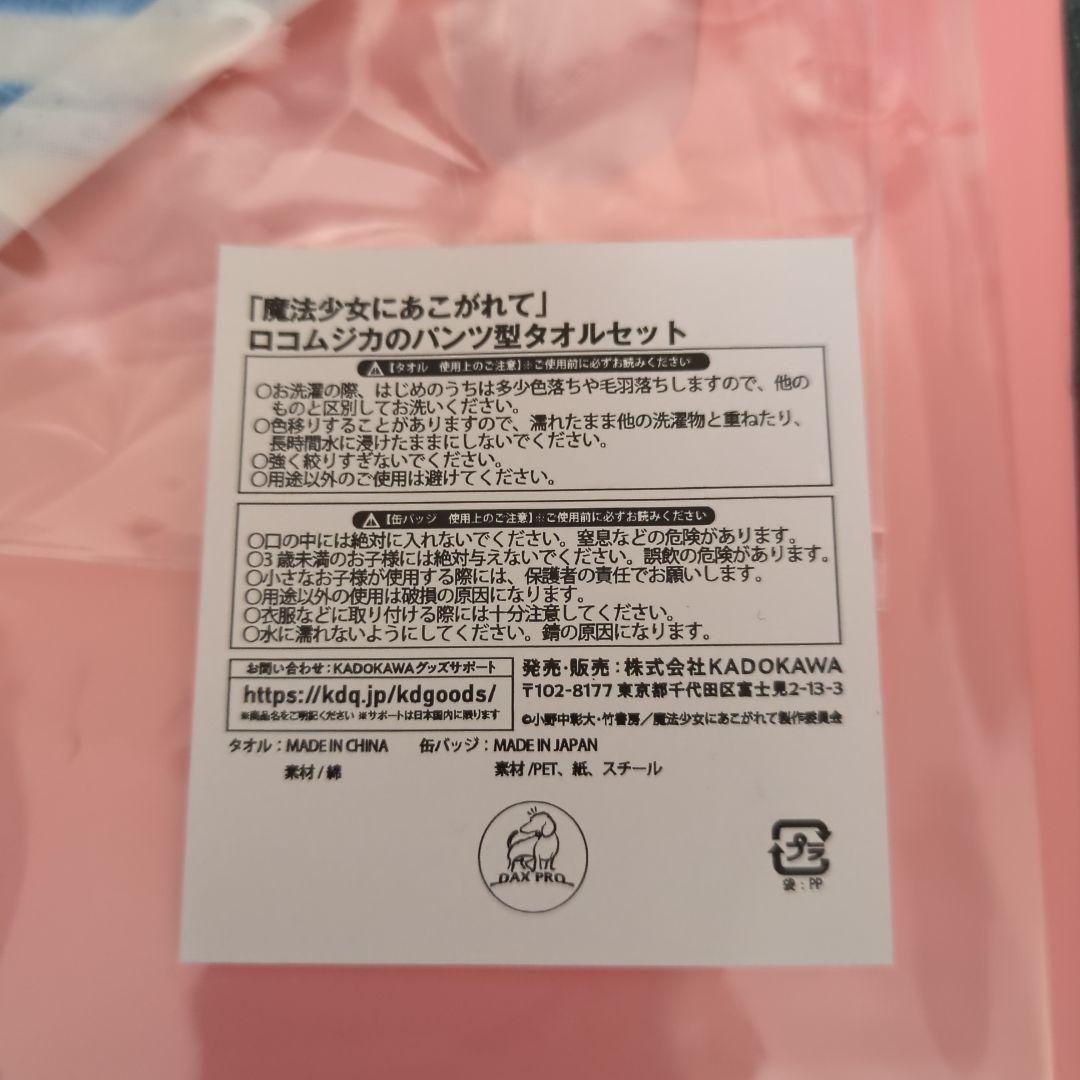 「魔法少女にあこがれて」
ロコムジカのパンツ型タオルセット
【タオル 使用上のご注意】※ご使用前に必ずお読みください
○お洗濯の際、はじめのうちは多少色落ちや毛羽落ちしますので、他の
ものと区別してお洗いください。
○色移りすることがありますので、濡れたまま他の洗濯物と重ねたり、
長時間水に浸けたままにしないでください。
○強く絞りすぎないでください。
○用途以外のご使用は避けてください。
【缶バッジ 使用上のご注意】※ご使用前に必ずお読みください
○口の中には絶対に入れないでください。窒息などの危険があります。
○3歳未満のお子様には絶対与えないでください。誤飲の危険があります。
○小さなお子様が使用する際には、保護者の責任でお願いします。
○用途以外の使用は破損の原因になります。
○衣服などに取り付ける際には十分注意してください。
○水に濡れないようにしてください。錆の原因になります。
お問い合わせ：KADOKAWAグッズサポート
https://kdq.jp/kdgoods/
※商品名をご明記ください ※サポートは日本国内に限ります
発売・販売：株式会社KADOKAWA
〒102-8177 東京都千代田区富士見2-13-3
©小野中彰大・竹書房／魔法少女にあこがれて製作委員会
タオル：MADE IN CHINA 缶バッジ：MADE IN JAPAN
素材/綿 素材/PET、紙、スチール
DAX PRO
プラ
袋：PP